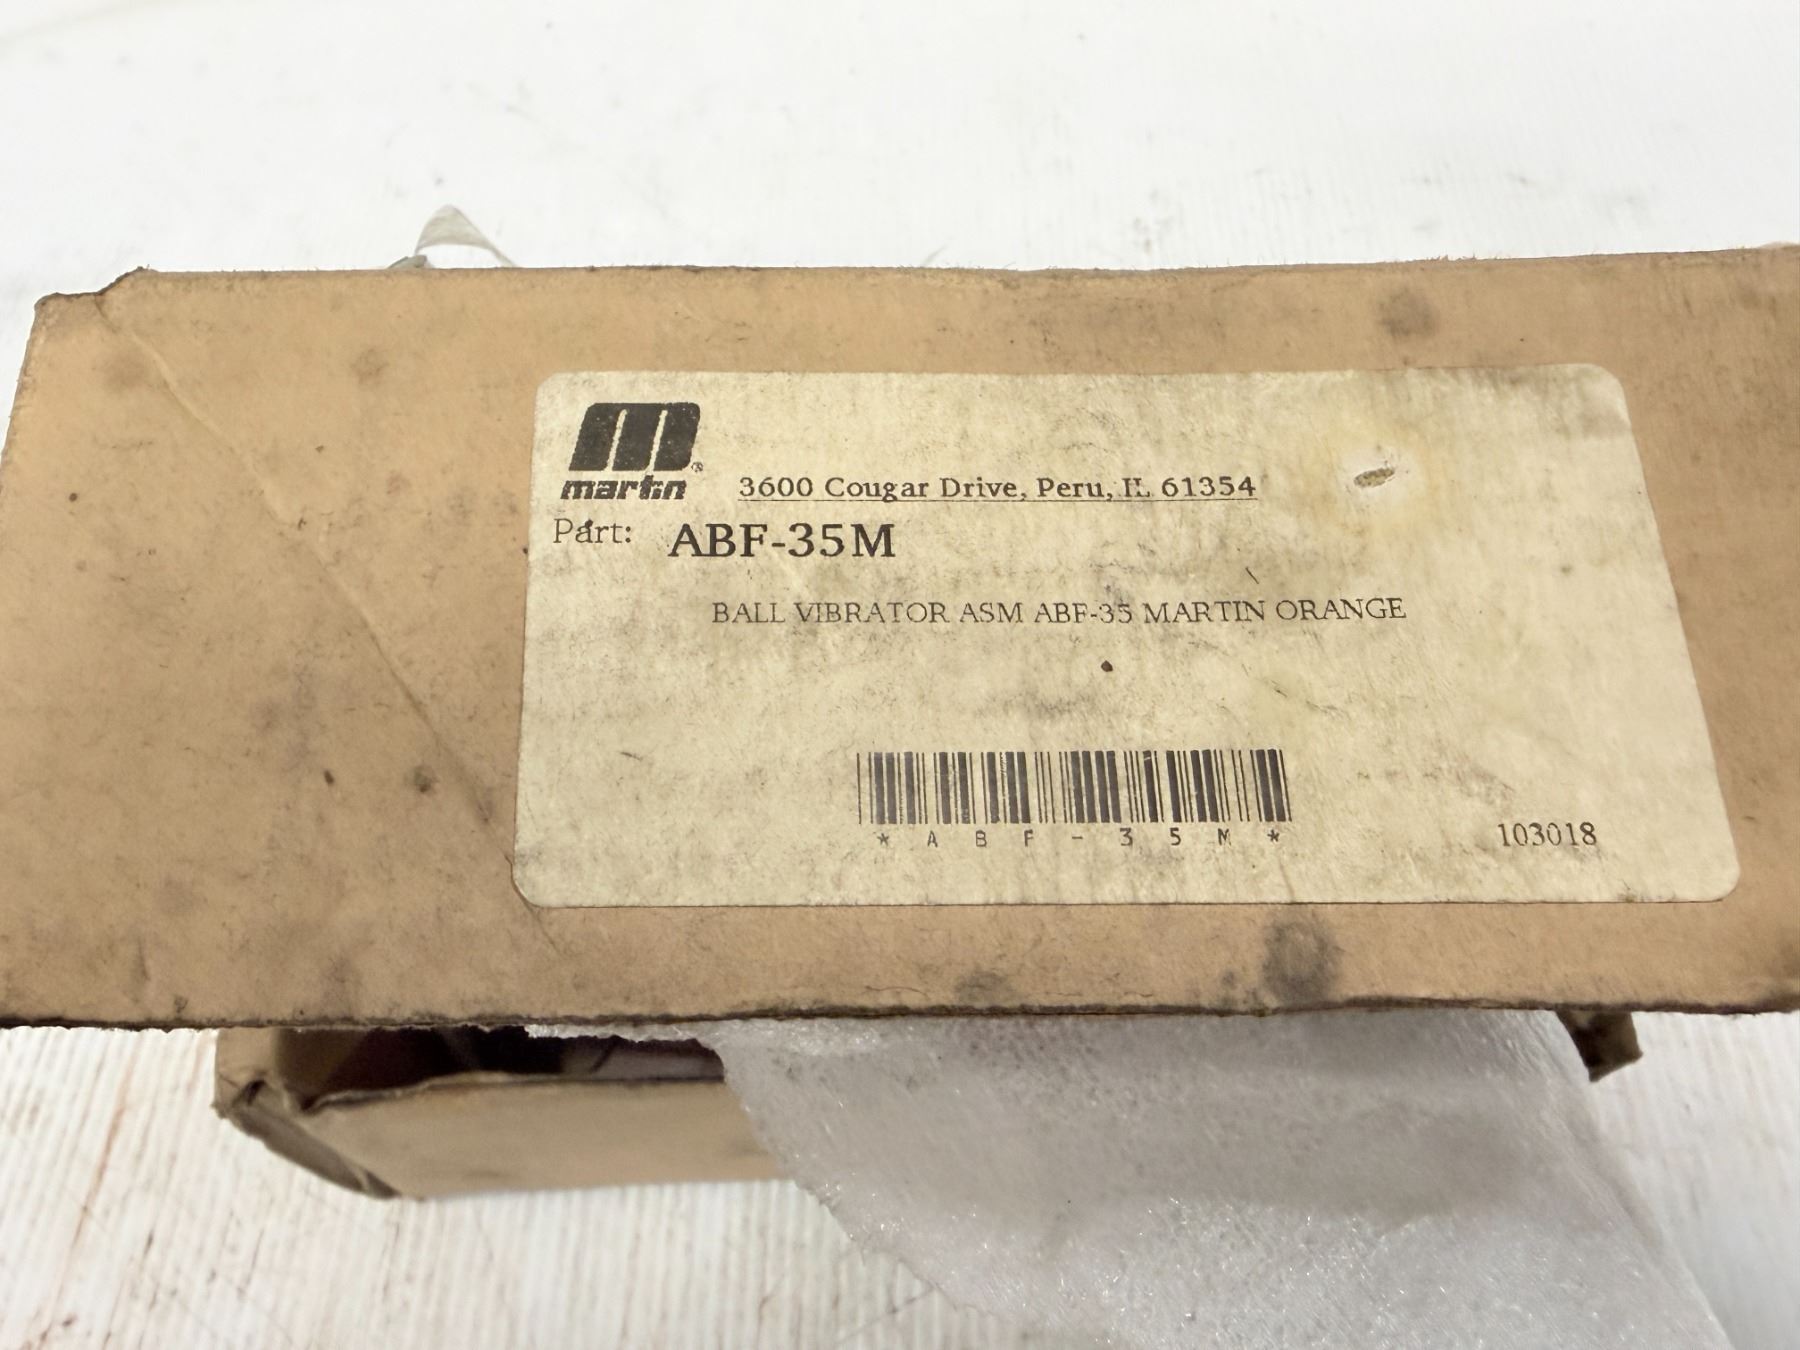 martin®
3600 Cougar Drive, Peru, IL 61354
Part: ABF-35M
BALL VIBRATOR ASM ABF-35 MARTIN ORANGE
*ABF-35M*
103018